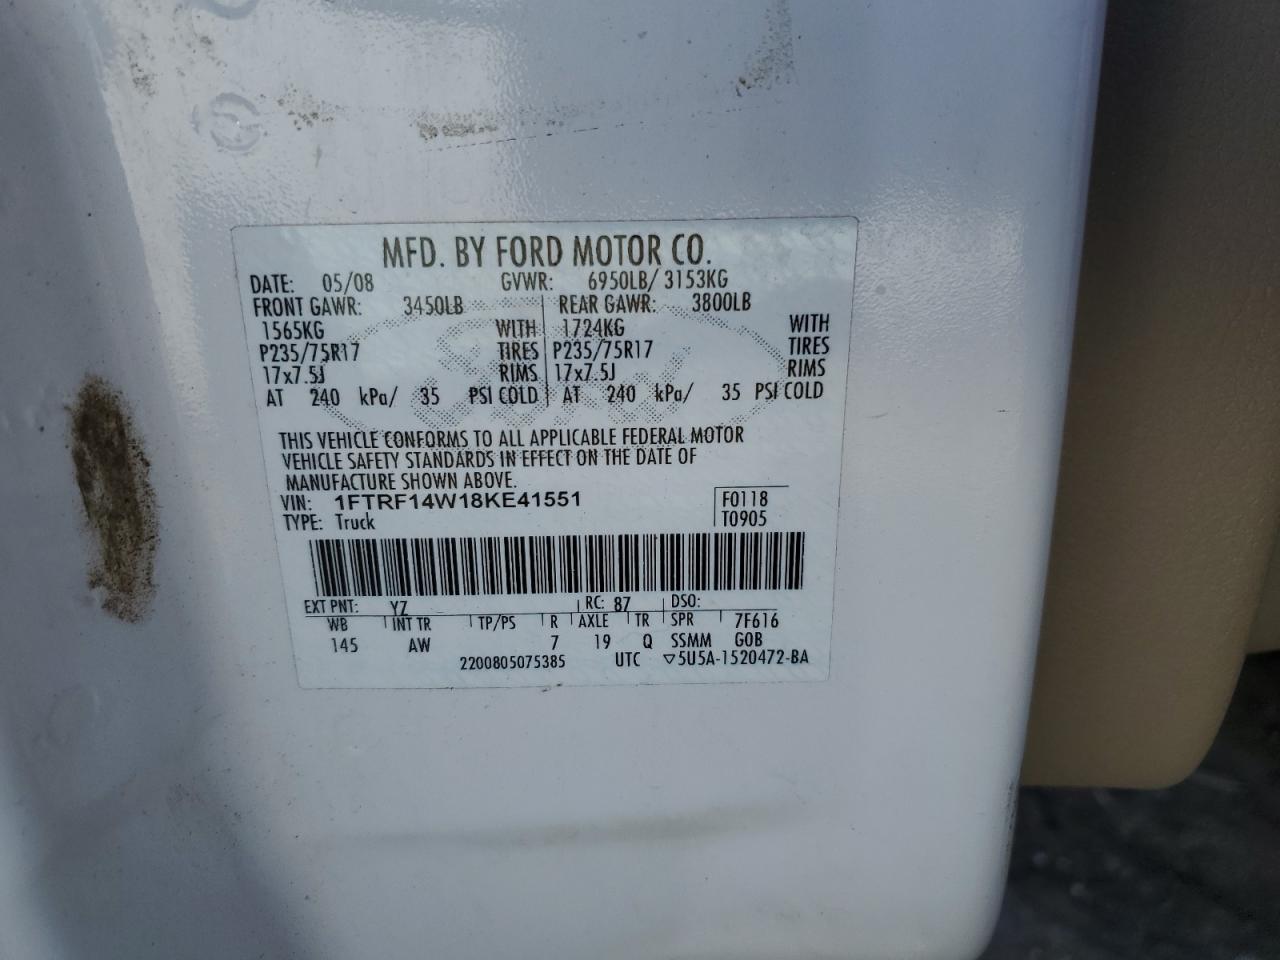 MFD. BY FORD MOTOR CO.
DATE: 05/08 GVWR: 6950LB/ 3153KG
FRONT GAWR: 3450LB REAR GAWR: 3800LB
1565KG WITH 1724KG WITH
P235/75R17 TIRES P235/75R17 TIRES
17x7.5J RIMS 17x7.5J RIMS
AT 240 kPa/ 35 PSI COLD AT 240 kPa/ 35 PSI COLD
THIS VEHICLE CONFORMS TO ALL APPLICABLE FEDERAL MOTOR
VEHICLE SAFETY STANDARDS IN EFFECT ON THE DATE OF
MANUFACTURE SHOWN ABOVE.
VIN: 1FTRF14W18KE41551 F0118
TYPE: Truck T0905
EXT PNT: YZ RC: 87 DSO:
WB INT TR TP/PS R AXLE TR SPR 7F616
145 AW 7 19 Q SSMM GOB
2200805075385 UTC ▽5U5A-1520472-BA